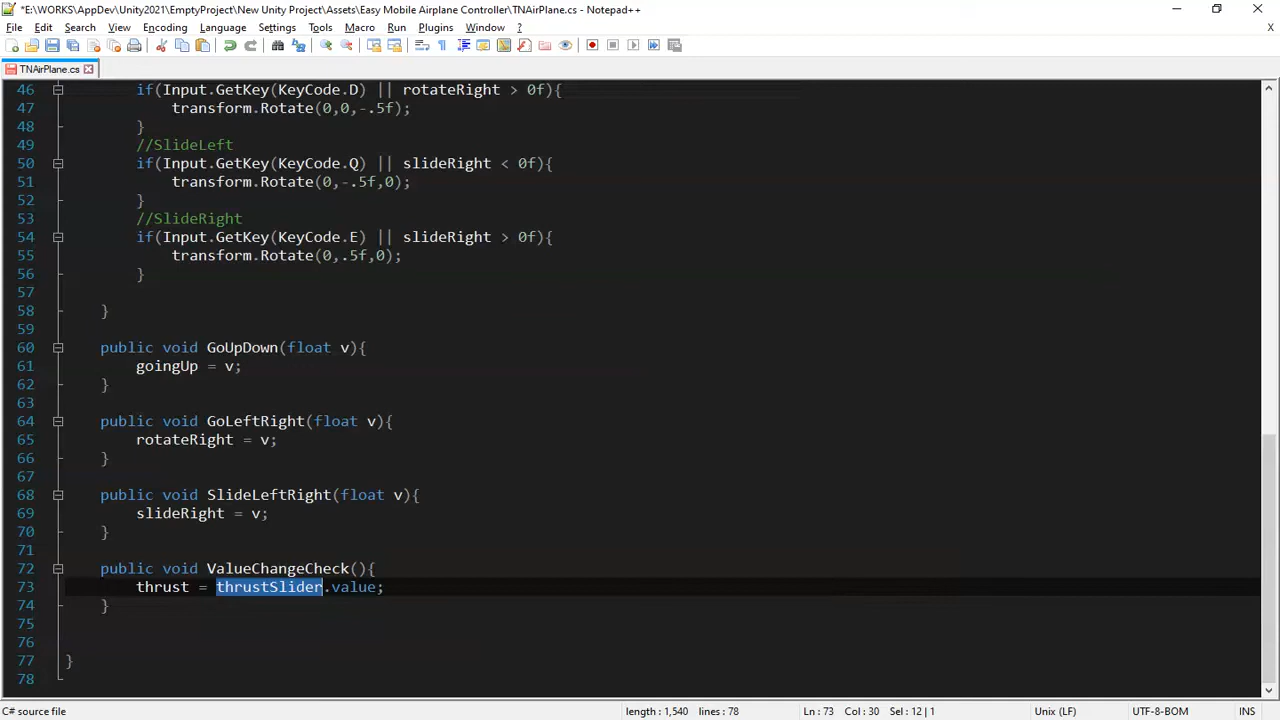 *E:\WORKS\AppDev\Unity2021\EmptyProject\New Unity Project\Assets\Easy Mobile Airplane Controller\TNAirPlane.cs - Notepad++
File Edit Search View Encoding Language Settings Tools Macro Run Plugins Window ? X
TNAirPlane.cs
46 if(Input.GetKey(KeyCode.D) || rotateRight > 0f){
47 transform.Rotate(0,0,-.5f);
48 }
49 //SlideLeft
50 if(Input.GetKey(KeyCode.Q) || slideRight < 0f){
51 transform.Rotate(0,-.5f,0);
52 }
53 //SlideRight
54 if(Input.GetKey(KeyCode.E) || slideRight > 0f){
55 transform.Rotate(0,.5f,0);
56 }
57
58 }
59
60 public void GoUpDown(float v){
61 goingUp = v;
62 }
63
64 public void GoLeftRight(float v){
65 rotateRight = v;
66 }
67
68 public void SlideLeftRight(float v){
69 slideRight = v;
70 }
71
72 public void ValueChangeCheck(){
73 thrust = thrustSlider.value;
74 }
75
76
77 }
78
C# source file length : 1,540 lines : 78 Ln : 73 Col : 30 Sel : 12 | 1 Unix (LF) UTF-8-BOM INS